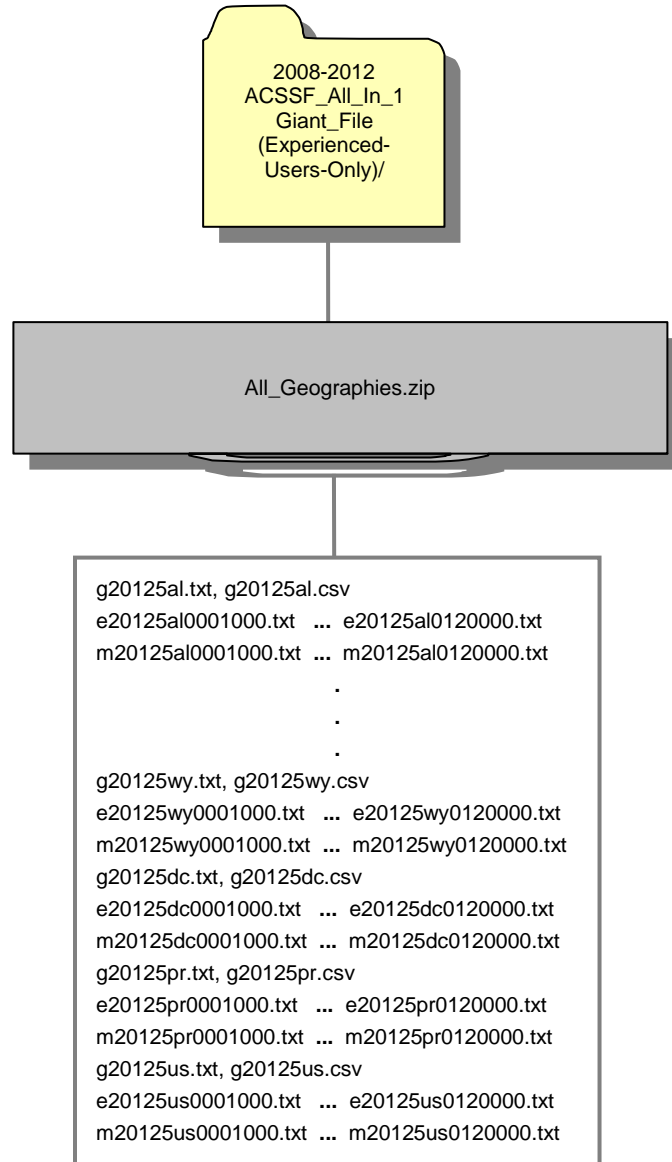 2008-2012
ACSSF_All_In_1
Giant_File
(Experienced-
Users-Only)/
All_Geographies.zip
g20125al.txt, g20125al.csv
e20125al0001000.txt ... e20125al0120000.txt
m20125al0001000.txt ... m20125al0120000.txt
.
.
.
g20125wy.txt, g20125wy.csv
e20125wy0001000.txt ... e20125wy0120000.txt
m20125wy0001000.txt ... m20125wy0120000.txt
g20125dc.txt, g20125dc.csv
e20125dc0001000.txt ... e20125dc0120000.txt
m20125dc0001000.txt ... m20125dc0120000.txt
g20125pr.txt, g20125pr.csv
e20125pr0001000.txt ... e20125pr0120000.txt
m20125pr0001000.txt ... m20125pr0120000.txt
g20125us.txt, g20125us.csv
e20125us0001000.txt ... e20125us0120000.txt
m20125us0001000.txt ... m20125us0120000.txt